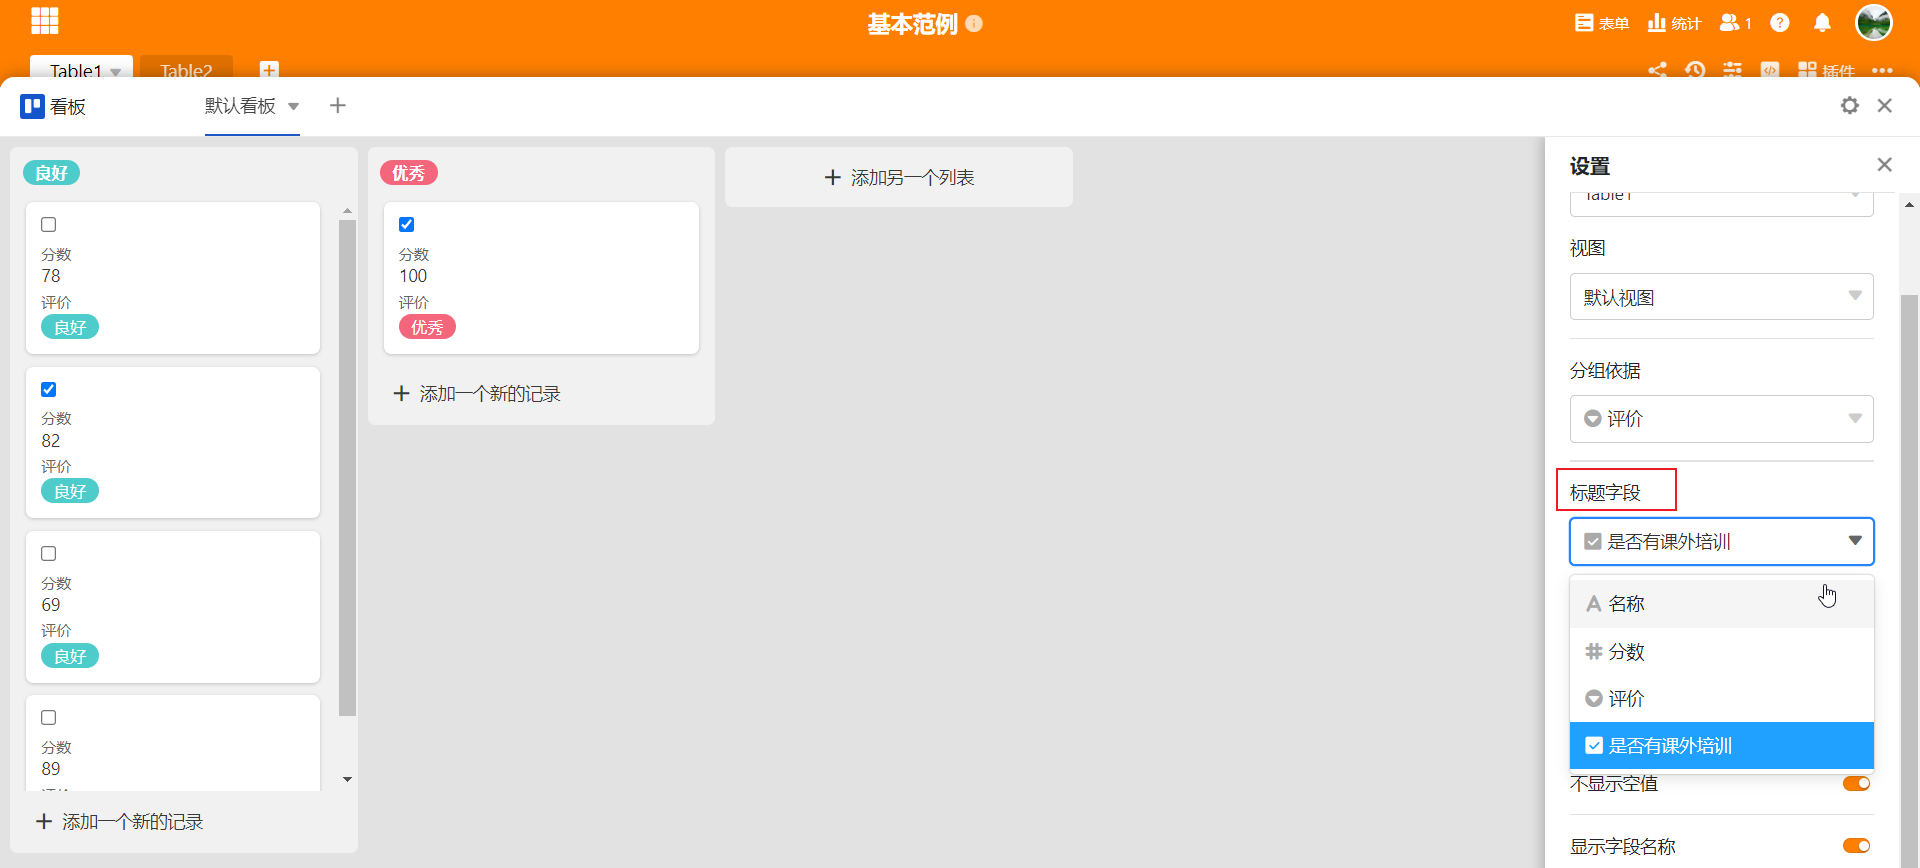 基本范例
表单
统计
1
Table1
Table2
插件
看板
默认看板
良好
分数
78
评价
良好
分数
82
评价
良好
分数
69
评价
良好
分数
89
添加一个新的记录
优秀
分数
100
评价
优秀
添加一个新的记录
添加另一个列表
设置
Table1
视图
默认视图
分组依据
评价
标题字段
是否有课外培训
名称
分数
评价
是否有课外培训
不显示空值
显示字段名称